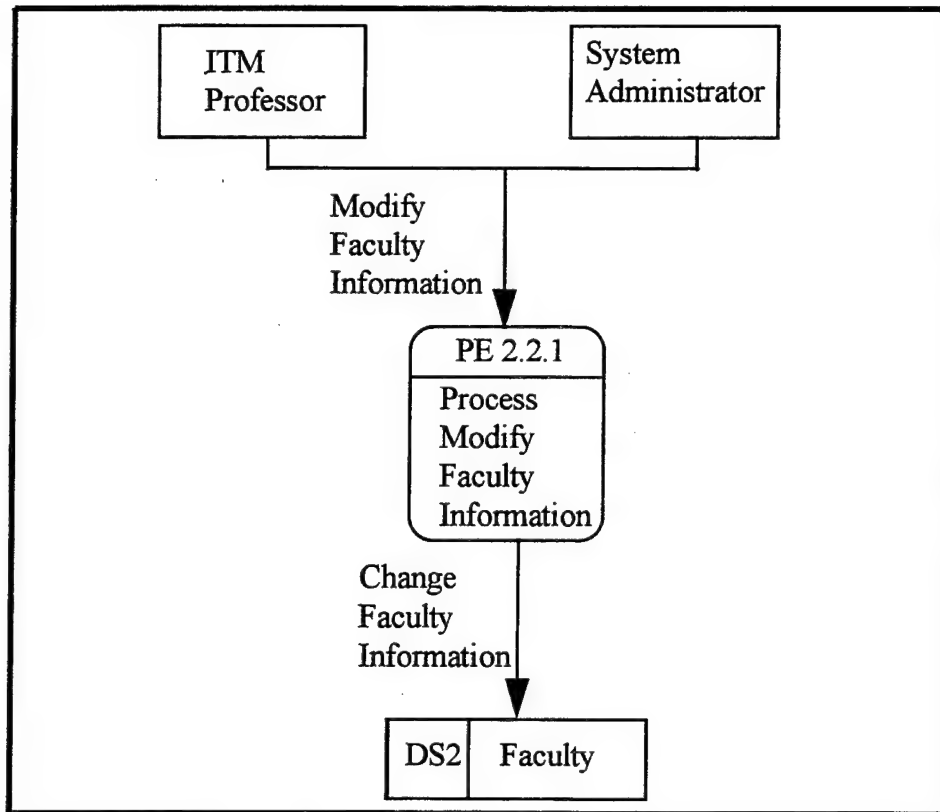 ITM
Professor
System
Administrator
Modify
Faculty
Information
PE 2.2.1
Process
Modify
Faculty
Information
Change
Faculty
Information
DS2
Faculty